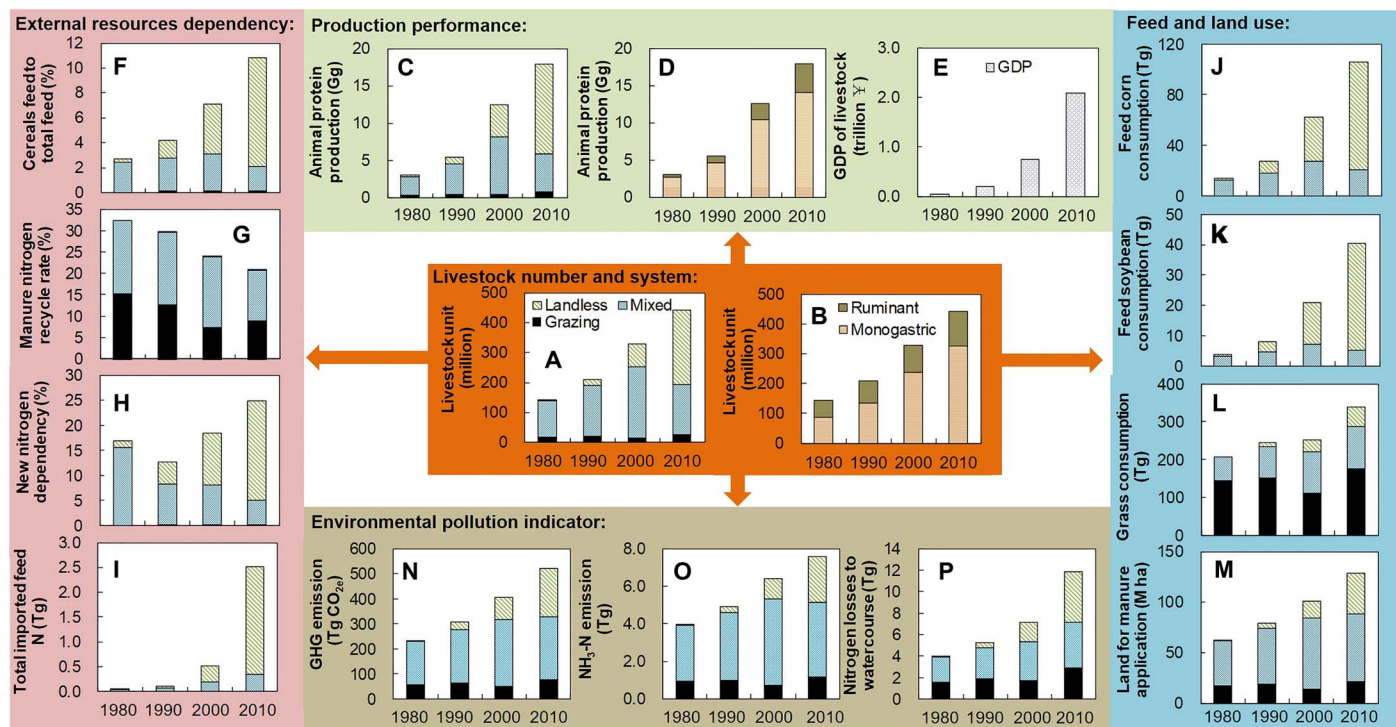 External resources dependency:
Cereals feed to
total feed (%)
12
10
8
6
4
2
0
F
Manure nitrogen
recycle rate (%)
35
30
25
20
15
10
5
0
G
New nitrogen
dependency (%)
30
25
20
15
10
5
0
H
Total imported feed
N (Tg)
3.0
2.5
2.0
1.5
1.0
0.5
0.0
I
1980 1990 2000 2010
Production performance:
Animal protein
production (Gg)
20
15
10
5
0
C
1980 1990 2000 2010
Animal protein
production (Gg)
20
15
10
5
0
D
1980 1990 2000 2010
GDP of livestock
(trillion ¥)
3.0
2.0
1.0
0.0
E
GDP
1980 1990 2000 2010
Livestock number and system:
Livestock unit
(million)
500
400
300
200
100
0
Landless Mixed
Grazing
A
1980 1990 2000 2010
Livestock unit
(million)
500
400
300
200
100
0
B
Ruminant
Monogastric
1980 1990 2000 2010
Environmental pollution indicator:
GHG emission
(Tg CO2e)
600
500
400
300
200
100
0
N
1980 1990 2000 2010
NH3-N emission
(Tg)
8.0
6.0
4.0
2.0
0.0
O
1980 1990 2000 2010
Nitrogen losses to
watercourse (Tg)
14
12
10
8
6
4
2
0
P
1980 1990 2000 2010
Feed and land use:
Feed corn
consumption (Tg)
120
80
40
0
J
Feed soybean
consumption (Tg)
50
40
30
20
10
0
K
Grass consumption
(Tg)
400
300
200
100
0
L
Land for manure
application (M ha)
150
100
50
0
M
1980 1990 2000 2010